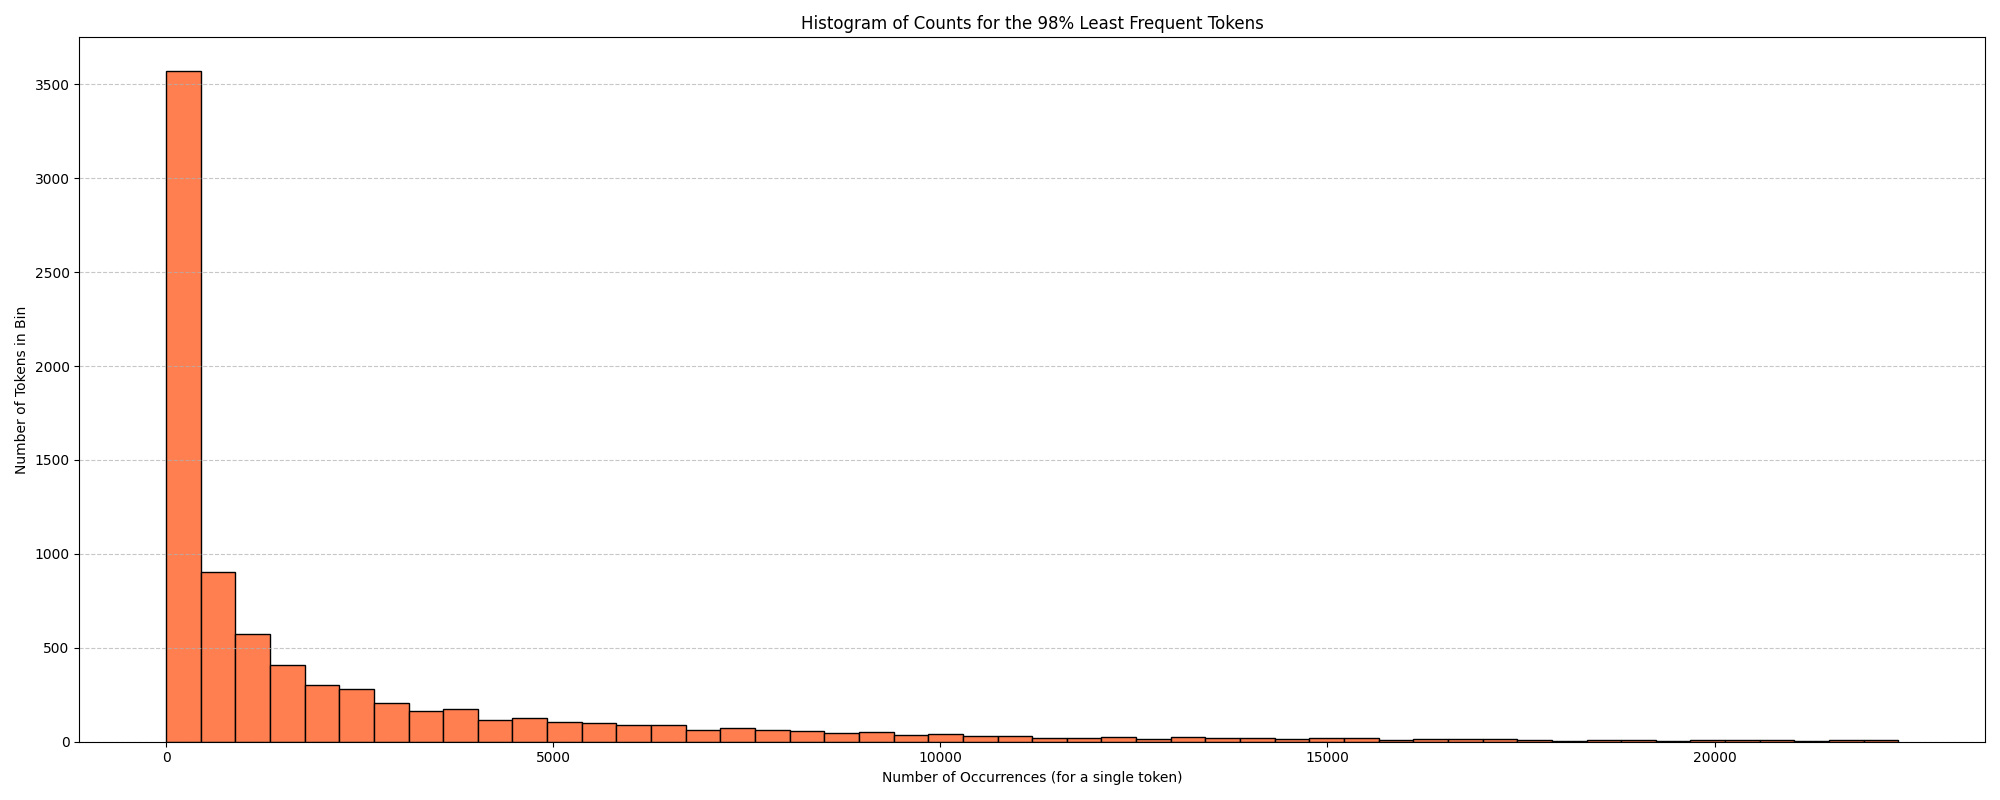 Histogram of Counts for the 98% Least Frequent Tokens
Number of Tokens in Bin
3500
3000
2500
2000
1500
1000
500
0
0 5000 10000 15000 20000
Number of Occurrences (for a single token)